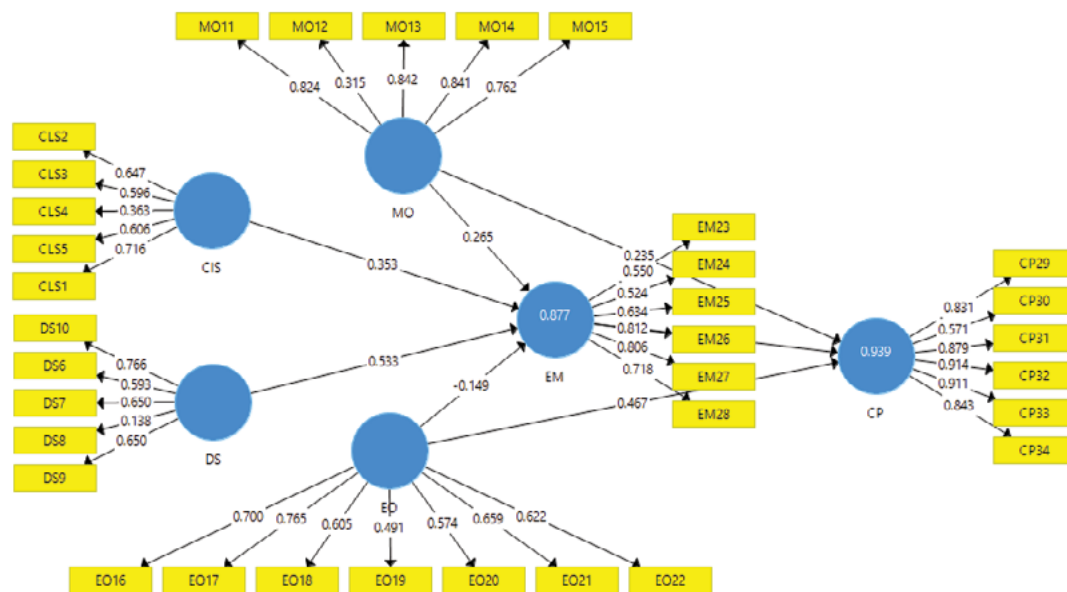 MO11 MO12 MO13 MO14 MO15
0.824 0.315 0.842 0.841 0.762
MO
CLS2
CLS3
CLS4
CLS5
CLS1
0.647
0.596
0.363
0.606
0.716
CIS
0.353
0.265
0.235
DS10
DS6
DS7
DS8
DS9
0.766
0.593
0.650
0.138
0.650
DS
0.533
0.877
EM
-0.149
0.467
EM23
EM24
EM25
EM26
EM27
EM28
0.550
0.524
0.634
0.812
0.806
0.718
0.939
CP
CP29
CP30
CP31
CP32
CP33
CP34
0.831
0.571
0.879
0.914
0.911
0.843
EO
0.700 0.765 0.605 0.491 0.574 0.659 0.622
EO16 EO17 EO18 EO19 EO20 EO21 EO22